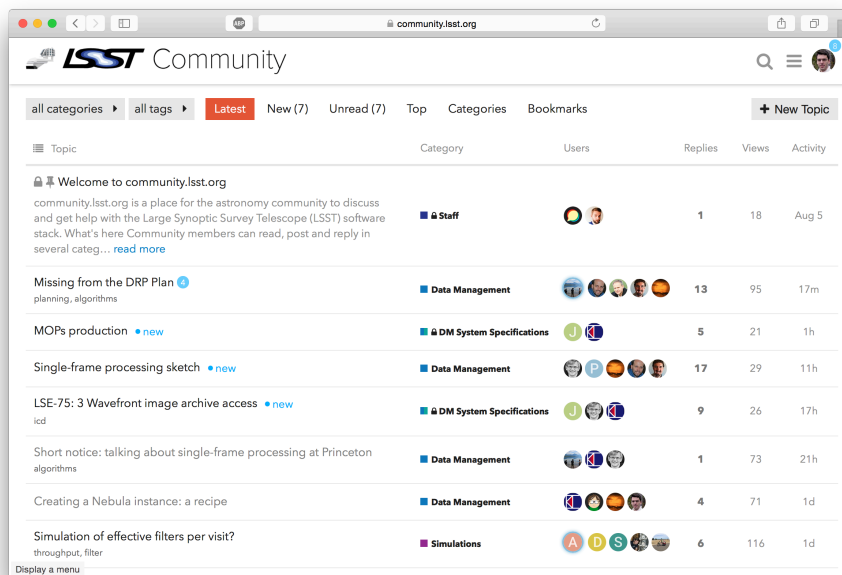 ABP
community.lsst.org
LSST Community
8
all categories all tags Latest New (7) Unread (7) Top Categories Bookmarks + New Topic
Topic Category Users Replies Views Activity
Welcome to community.lsst.org
community.lsst.org is a place for the astronomy community to discuss
and get help with the Large Synoptic Survey Telescope (LSST) software
stack. What's here Community members can read, post and reply in
several categ… read more
Staff 1 18 Aug 5
Missing from the DRP Plan 4
planning, algorithms
Data Management 13 95 17m
MOPs production • new DM System Specifications J K 5 21 1h
Single-frame processing sketch • new Data Management P 17 29 11h
LSE-75: 3 Wavefront image archive access • new
icd
DM System Specifications J K 9 26 17h
Short notice: talking about single-frame processing at Princeton
algorithms
Data Management K 1 73 21h
Creating a Nebula instance: a recipe Data Management K 4 71 1d
Simulation of effective filters per visit?
throughput, filter
Simulations A D S 6 116 1d
Display a menu